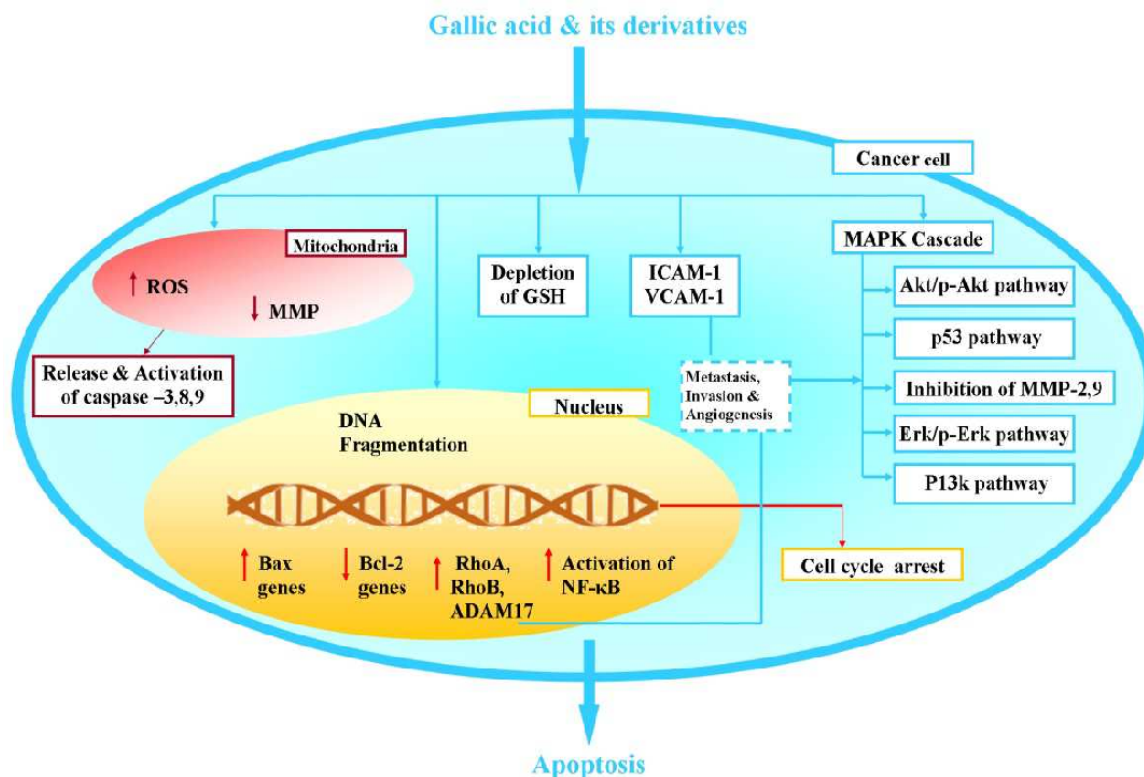 Gallic acid & its derivatives
Cancer cell
Mitochondria
ROS
MMP
Release & Activation
of caspase –3,8,9
Depletion
of GSH
ICAM-1
VCAM-1
MAPK Cascade
Akt/p-Akt pathway
p53 pathway
Inhibition of MMP-2,9
Erk/p-Erk pathway
P13k pathway
Metastasis,
Invasion &
Angiogenesis
Nucleus
DNA
Fragmentation
Bax
genes
Bcl-2
genes
RhoA,
RhoB,
ADAM17
Activation of
NF-κB
Cell cycle arrest
Apoptosis